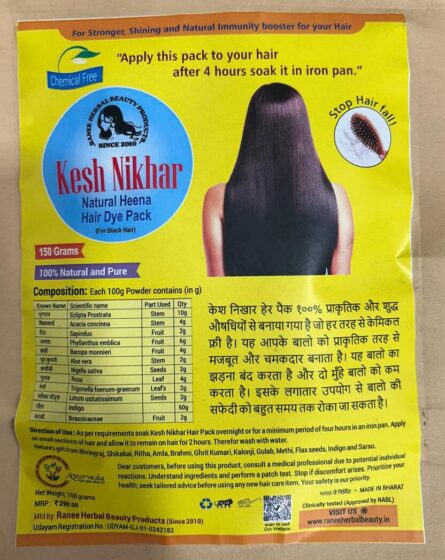 For Stronger, Shining and Natural Immunity booster for your Hair
"Apply this pack to your hair
after 4 hours soak it in iron pan."
Chemical Free
RANEE HERBAL BEAUTY PRODUCTS
SINCE 2010
Kesh Nikhar
Natural Heena
Hair Dye Pack
(For Black Hair)
Stop Hair fall!
150 Grams
100% Natural and Pure
Composition: Each 100g Powder contains (in g)
Known Name Scientific name Part Used Qty
भृंगराज Eclipta Prostrata Stem 10g
शिकाकाई Acacia concinna Stem 4g
रीठा Sapindus Fruit 2g
आमला Phyllanthus emblica Fruit 6g
ब्राह्मी Bacopa monnieri Fruit 4g
घृत कुमारी Aloe vera Stem 2g
कलौंजी Nigella sativa Seeds 2g
गुलाब Rosa Leaf 4g
मेथी Trigonella foenum-graecum Leaf's 2g
Linum usitatissimum Seeds 2g
Indigo 60g
सरसों Brassicaceae Fruit 2g
केश निखार हेर पैक १००% प्राकृतिक और शुद्ध
औषधियों से बनाया गया है जो हर तरह से केमिकल
फ्री है। यह आपके बालो को प्राकृतिक तरह से
मजबूत और चमकदार बनाता है। यह बालो का
झड़ना बंद करता है और दो मुँहे बालो को कम
करता है। इसके लगातार उपयोग से बालो की
सफेदी को बहुत समय तक रोका जा सकता है।
Direction of Use: As per requirements soak Kesh Nikhar Hair Pack overnight or for a minimum period of four hours in an iron pan. Apply
on small sections of hair and allow it to remain on hair for 2 hours. Therefor wash with water.
nature's gift from Bhringraj, Shikakai, Ritha, Amla, Brahmi, Ghrit Kumari, Kalonji, Gulab, Methi, Flax seeds, Indigo and Sarso.
Ayurveda
Dear customers, before using this product, consult a medical professional due to potential individual
reactions. Understand ingredients and perform a patch test. Stop if discomfort arises. Prioritize your
health; seek tailored advice before using any new hair care item. Your safety is our priority.
Net Weight: 150 grams
MRP : ₹ 299.00
Mfd By: Ranee Herbal Beauty Products (Since 2010)
Udayam Registration No.: UDYAM-GJ-01-0242182
scan to visit
Our Website
भारत में निर्मित - MADE IN BHARAT
Clinically tested (Approved by NABL)
VISIT US
www.raneeherbalbeauty.in